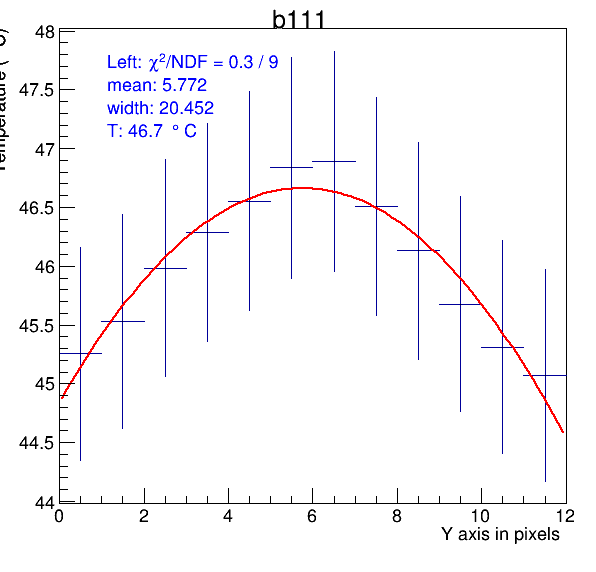 b111
Temperature (°C)
Left: χ²/NDF = 0.3 / 9
mean: 5.772
width: 20.452
T: 46.7 ° C
48
47.5
47
46.5
46
45.5
45
44.5
44
0 2 4 6 8 10 12
Y axis in pixels